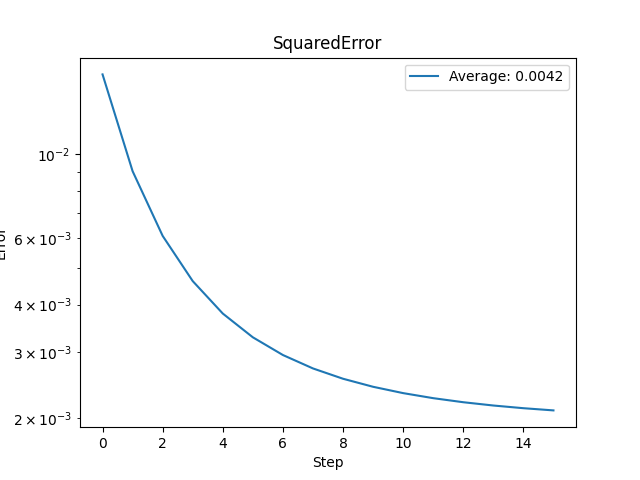 SquaredError
Average: 0.0042
10⁻²
6 × 10⁻³
4 × 10⁻³
3 × 10⁻³
2 × 10⁻³
Error
0 2 4 6 8 10 12 14
Step